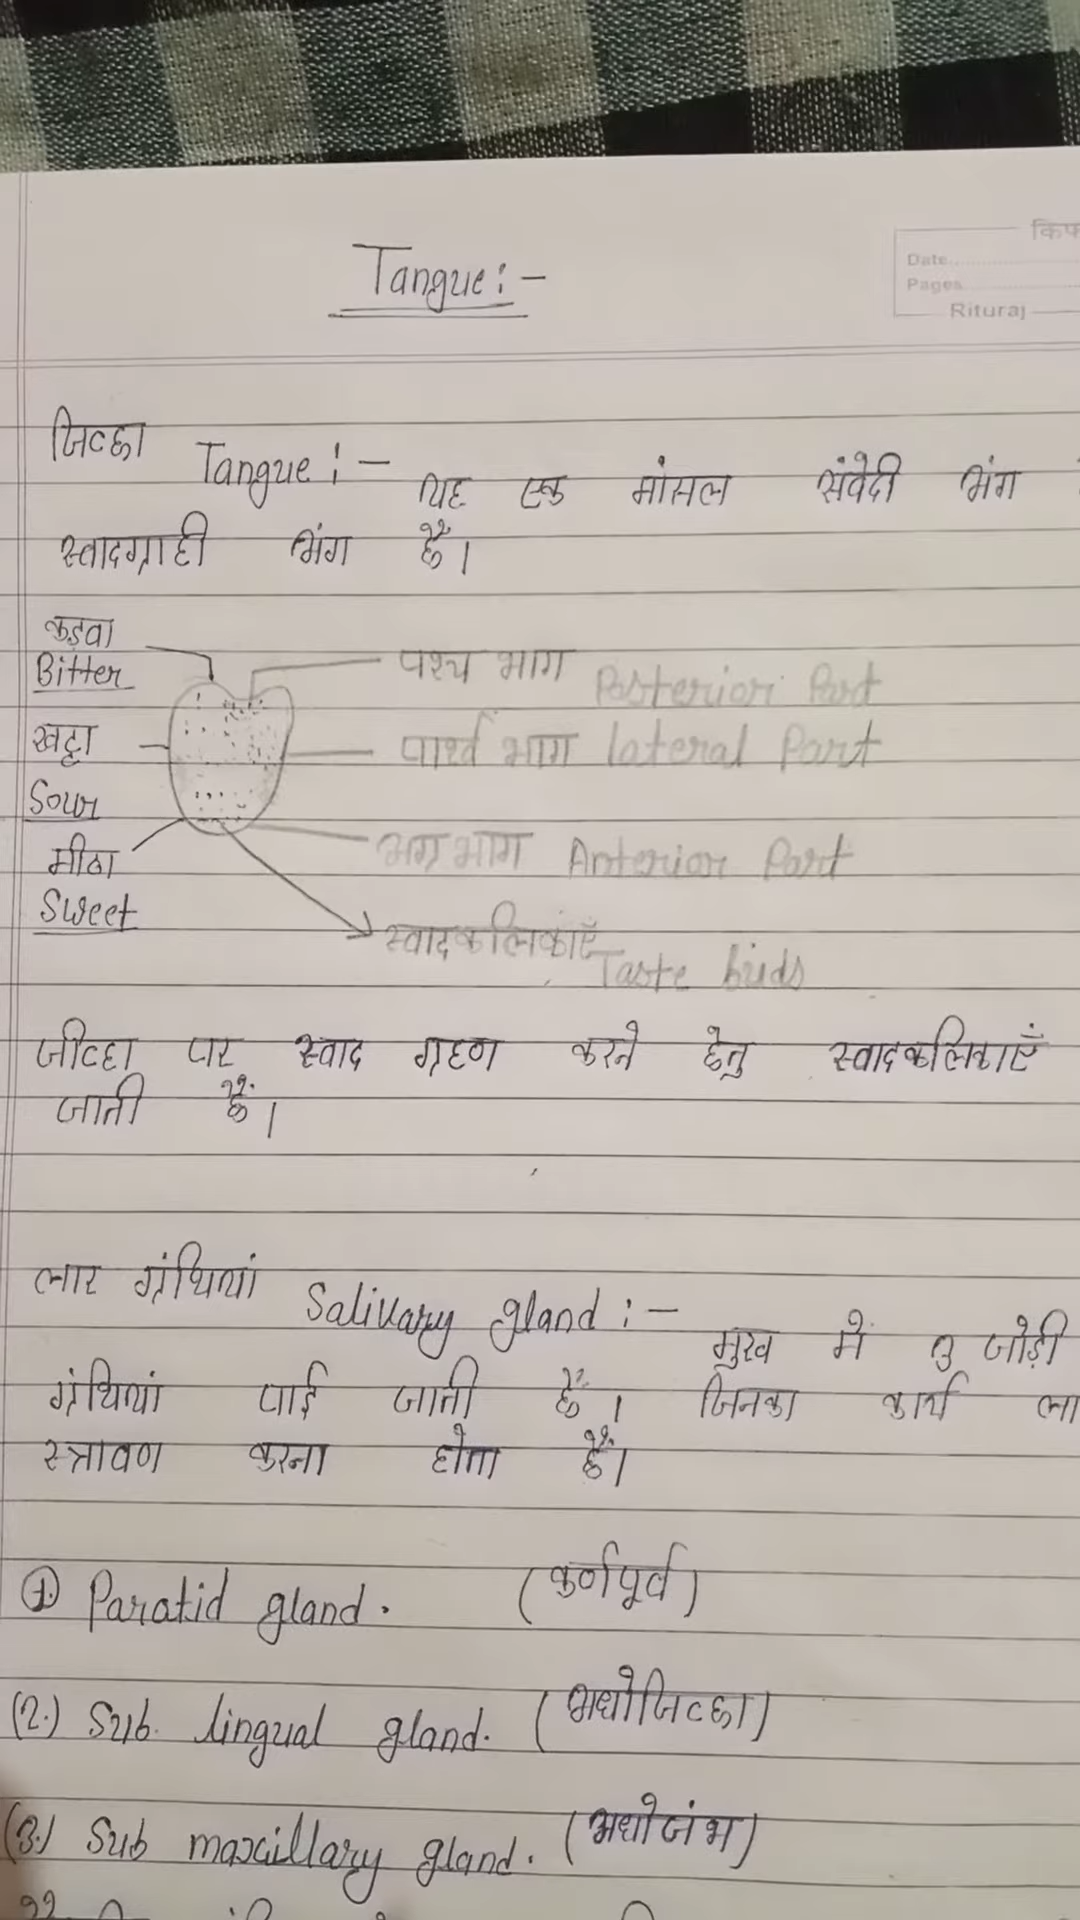 Tangue:-
किफ
Date
Pages
Rituraj
जिव्हा Tangue:- यह एक मांसल संवेदी अंग
स्वादग्राही अंग है।
कड़वा
Bitter
पश्च भाग Posterior Part
खट्टा
पार्श्व भाग lateral Part
Sour
मीठा
अग्र भाग Anterior Part
Sweet
स्वादकलिकाएँ Taste buds
जीव्हा पर स्वाद ग्रहण करने हेतु स्वादकलिकाएँ
जाती हैं।
लार ग्रंथियां Salivary gland:- मुख में 3 जोड़ी
ग्रंथियां पाई जाती हैं। जिनका कार्य ला
स्त्रावण करना होता हैं।
① Paratid gland. (कर्णपूर्व)
(2.) Sub. lingual gland. (अधोजिव्हा)
(3.) Sub maxillary gland. (अधोजंभ)